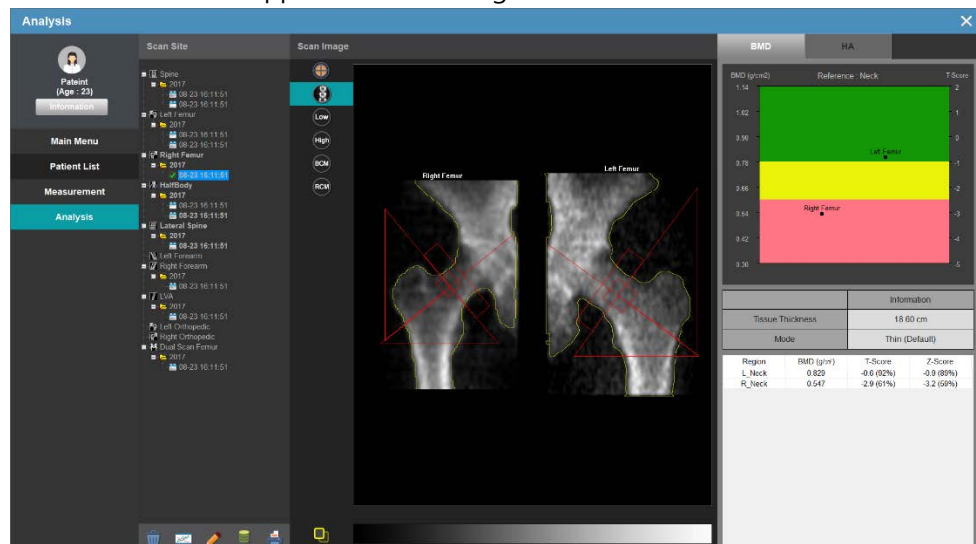 Analysis
Pateint
(Age : 23)
Information
Main Menu
Patient List
Measurement
Analysis
Scan Site
Spine
2017
08-23 16:11:51
08-23 16:11:51
Left Femur
2017
08-23 16:11:51
08-23 16:11:51
Right Femur
2017
08-23 16:11:51
HalfBody
2017
08-23 16:11:51
08-23 16:11:51
Lateral Spine
2017
08-23 16:11:51
Left Forearm
Right Forearm
2017
08-23 16:11:51
LVA
2017
08-23 16:11:51
Left Orthopedic
Right Orthopedic
Dual Scan Femur
2017
08-23 16:11:51
Scan Image
Low
High
BCM
RCM
Right Femur
Left Femur
BMD HA
BMD (g/cm2) Reference : Neck T-Score
1.14 2
1.02 1
0.90 0
Left Femur
0.78 -1
0.66 -2
Right Femur
0.54 -3
0.42 -4
0.30 -5
Information
Tissue Thickness 18.60 cm
Mode Thin (Default)
Region BMD (g/㎠) T-Score Z-Score
L_Neck 0.829 -0.6 (92%) -0.9 (89%)
R_Neck 0.547 -2.9 (61%) -3.2 (59%)